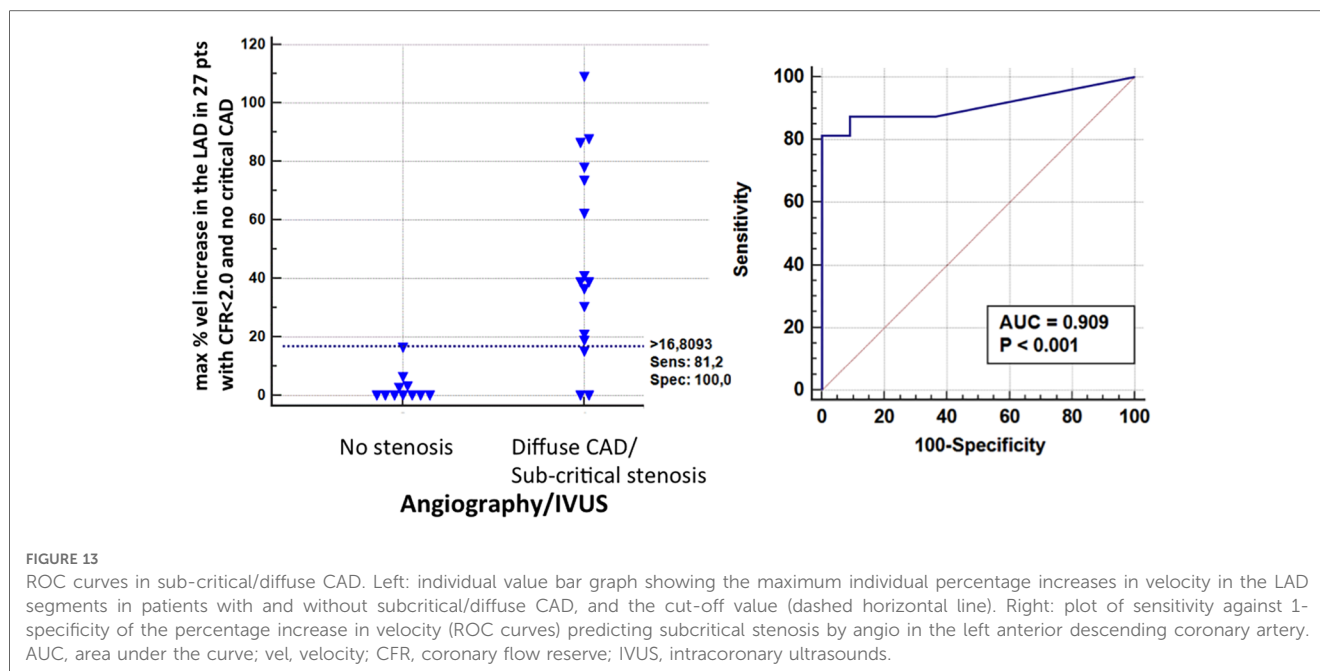 max % vel increase in the LAD in 27 pts
with CFR<2.0 and no critical CAD
120
100
80
60
40
20
0
>16,8093
Sens: 81,2
Spec: 100,0
No stenosis
Diffuse CAD/
Sub-critical stenosis
Angiography/IVUS
Sensitivity
100
80
60
40
20
0
AUC = 0.909
P < 0.001
0 20 40 60 80 100
100-Specificity
FIGURE 13
ROC curves in sub-critical/diffuse CAD. Left: individual value bar graph showing the maximum individual percentage increases in velocity in the LAD
segments in patients with and without subcritical/diffuse CAD, and the cut-off value (dashed horizontal line). Right: plot of sensitivity against 1-
specificity of the percentage increase in velocity (ROC curves) predicting subcritical stenosis by angio in the left anterior descending coronary artery.
AUC, area under the curve; vel, velocity; CFR, coronary flow reserve; IVUS, intracoronary ultrasounds.